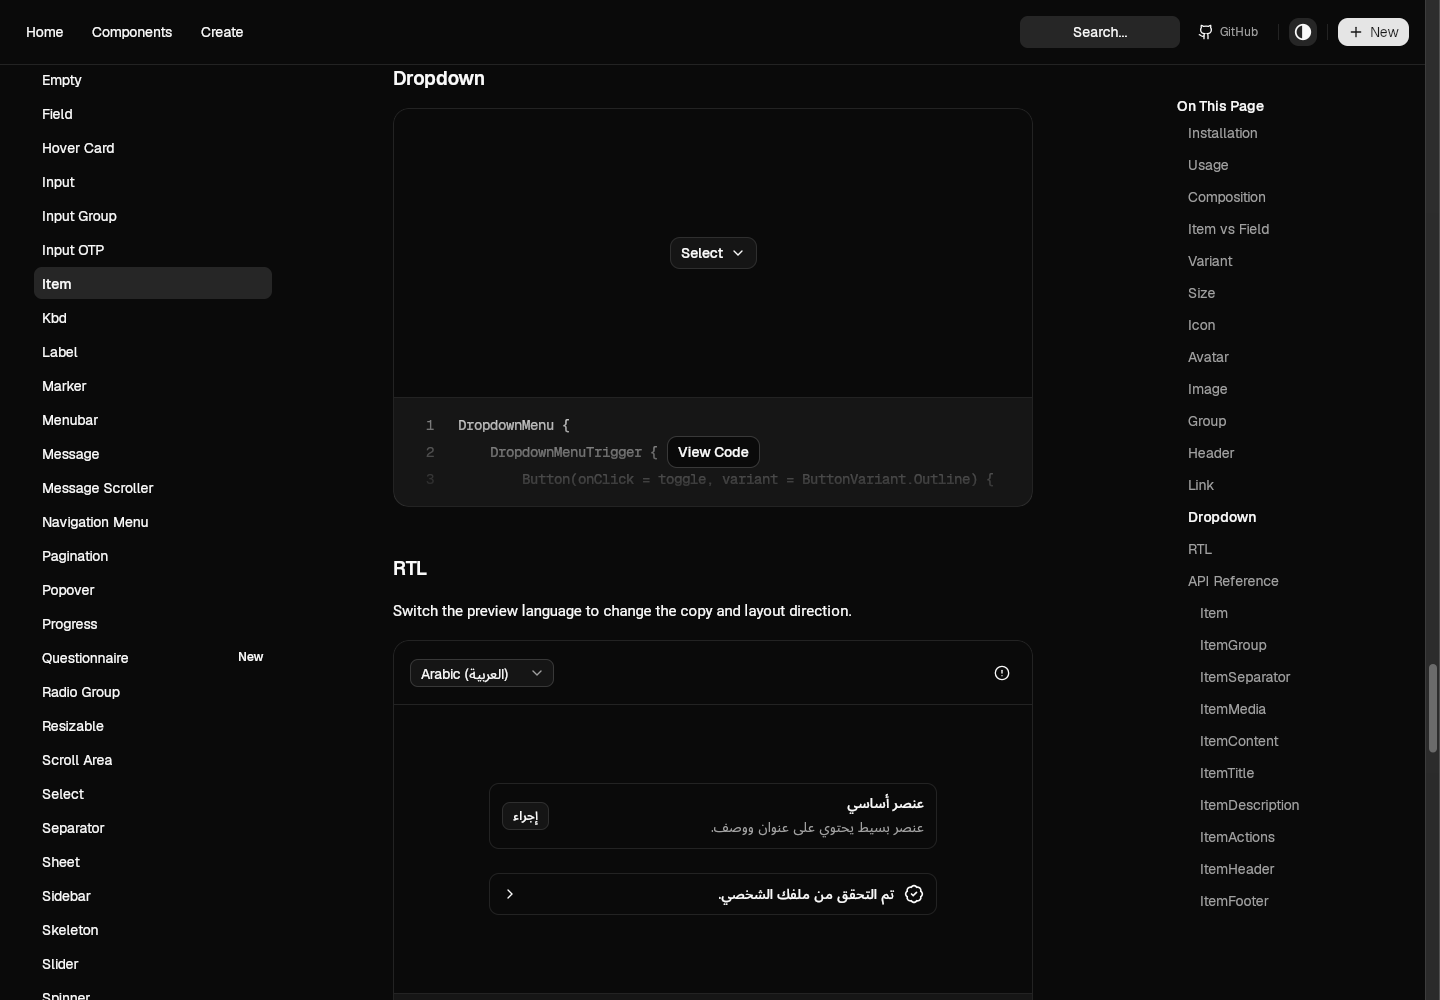 Home
Components
Create
Search...
GitHub
New
Empty
Field
Hover Card
Input
Input Group
Input OTP
Item
Kbd
Label
Marker
Menubar
Message
Message Scroller
Navigation Menu
Pagination
Popover
Progress
Questionnaire New
Radio Group
Resizable
Scroll Area
Select
Separator
Sheet
Sidebar
Skeleton
Slider
Spinner
Dropdown
Select
1 DropdownMenu {
2 DropdownMenuTrigger {
View Code
3 Button(onClick = toggle, variant = ButtonVariant.Outline) {
RTL
Switch the preview language to change the copy and layout direction.
Arabic (العربية)
عنصر أساسي
عنصر بسيط يحتوي على عنوان ووصف.
إجراء
تم التحقق من ملفك الشخصي.
On This Page
Installation
Usage
Composition
Item vs Field
Variant
Size
Icon
Avatar
Image
Group
Header
Link
Dropdown
RTL
API Reference
Item
ItemGroup
ItemSeparator
ItemMedia
ItemContent
ItemTitle
ItemDescription
ItemActions
ItemHeader
ItemFooter